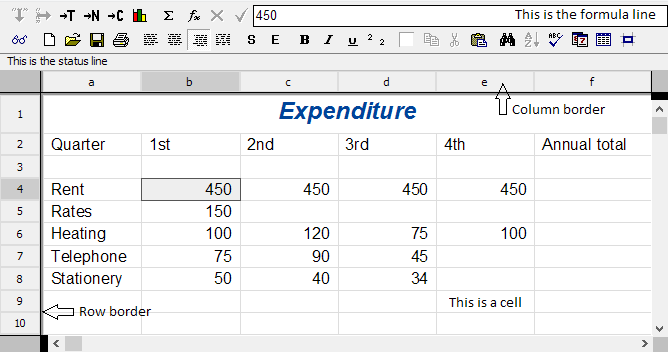 →T →N →C Σ fx × ✓ 450 This is the formula line
S E B I U 2 2 A Z ABC
This is the status line
a b c d e f
Column border
1 Expenditure
2 Quarter 1st 2nd 3rd 4th Annual total
3
4 Rent 450 450 450 450
5 Rates 150
6 Heating 100 120 75 100
7 Telephone 75 90 45
8 Stationery 50 40 34
9 This is a cell
Row border
10